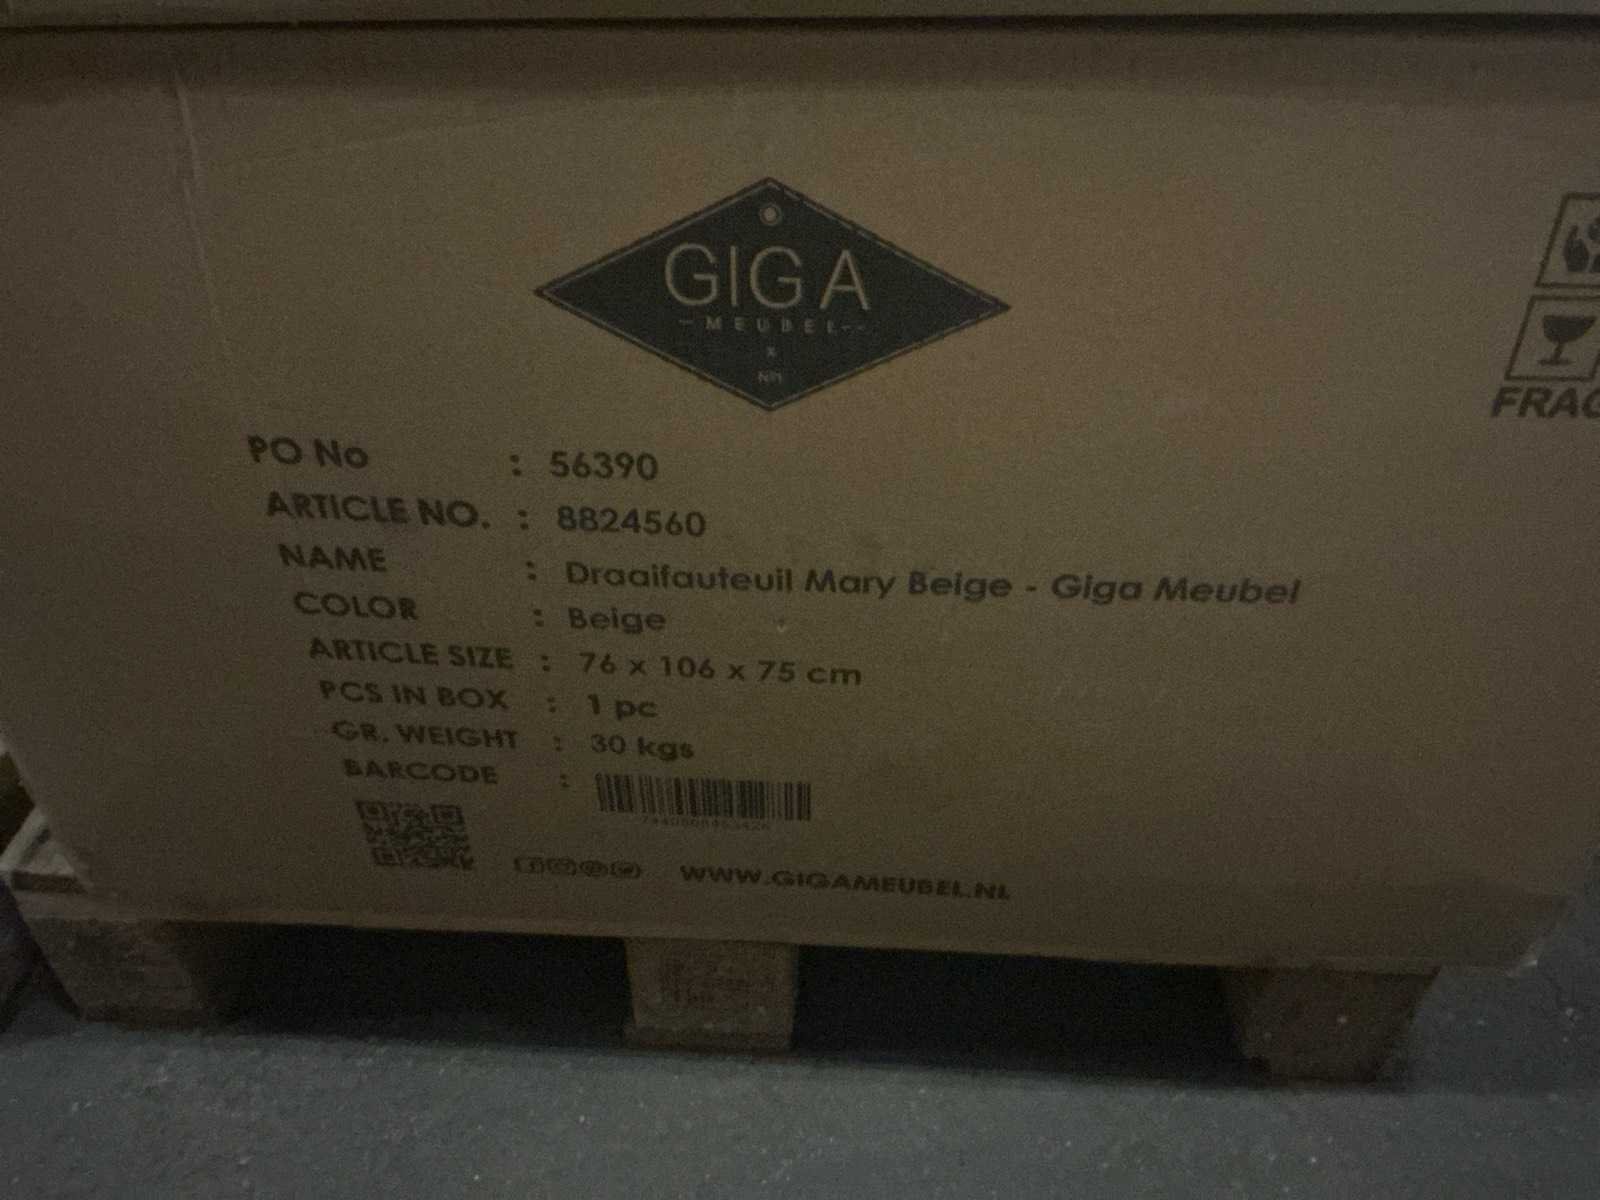 GIGA
MEUBEL
x
NM
PO No : 56390
ARTICLE NO. : 8824560
NAME : Draaifauteuil Mary Beige - Giga Meubel
COLOR : Beige
ARTICLE SIZE : 76 x 106 x 75 cm
PCS IN BOX : 1 pc
GR. WEIGHT : 30 kgs
BARCODE :
WWW.GIGAMEUBEL.NL
FRAG